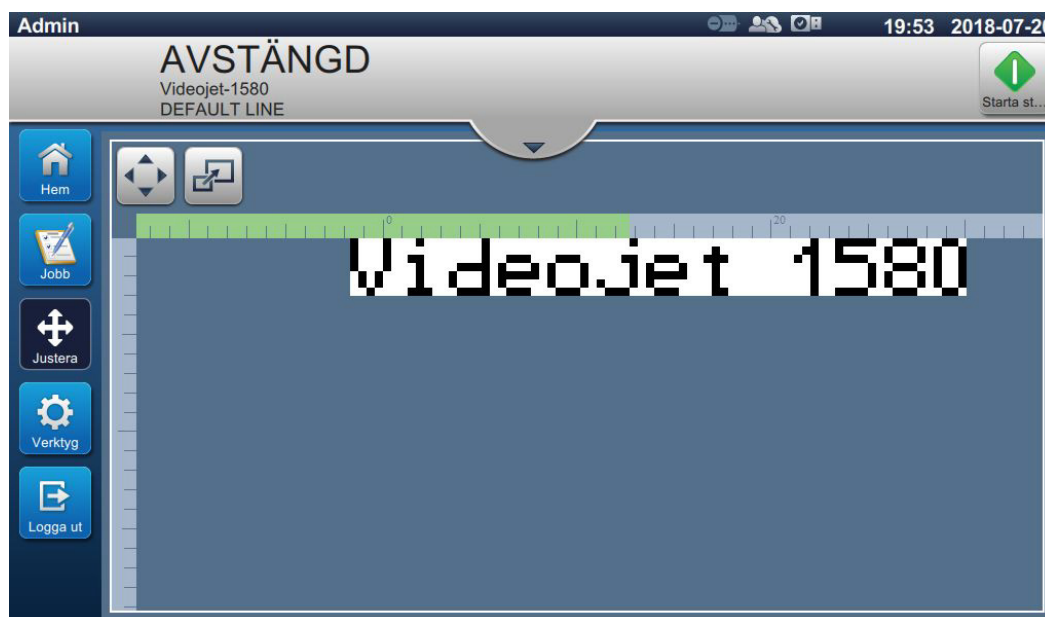 Admin
19:53 2018-07-20
AVSTÄNGD
Videojet-1580
DEFAULT LINE
Starta st...
Hem
Jobb
Justera
Verktyg
Logga ut
0
20
Videojet 1580